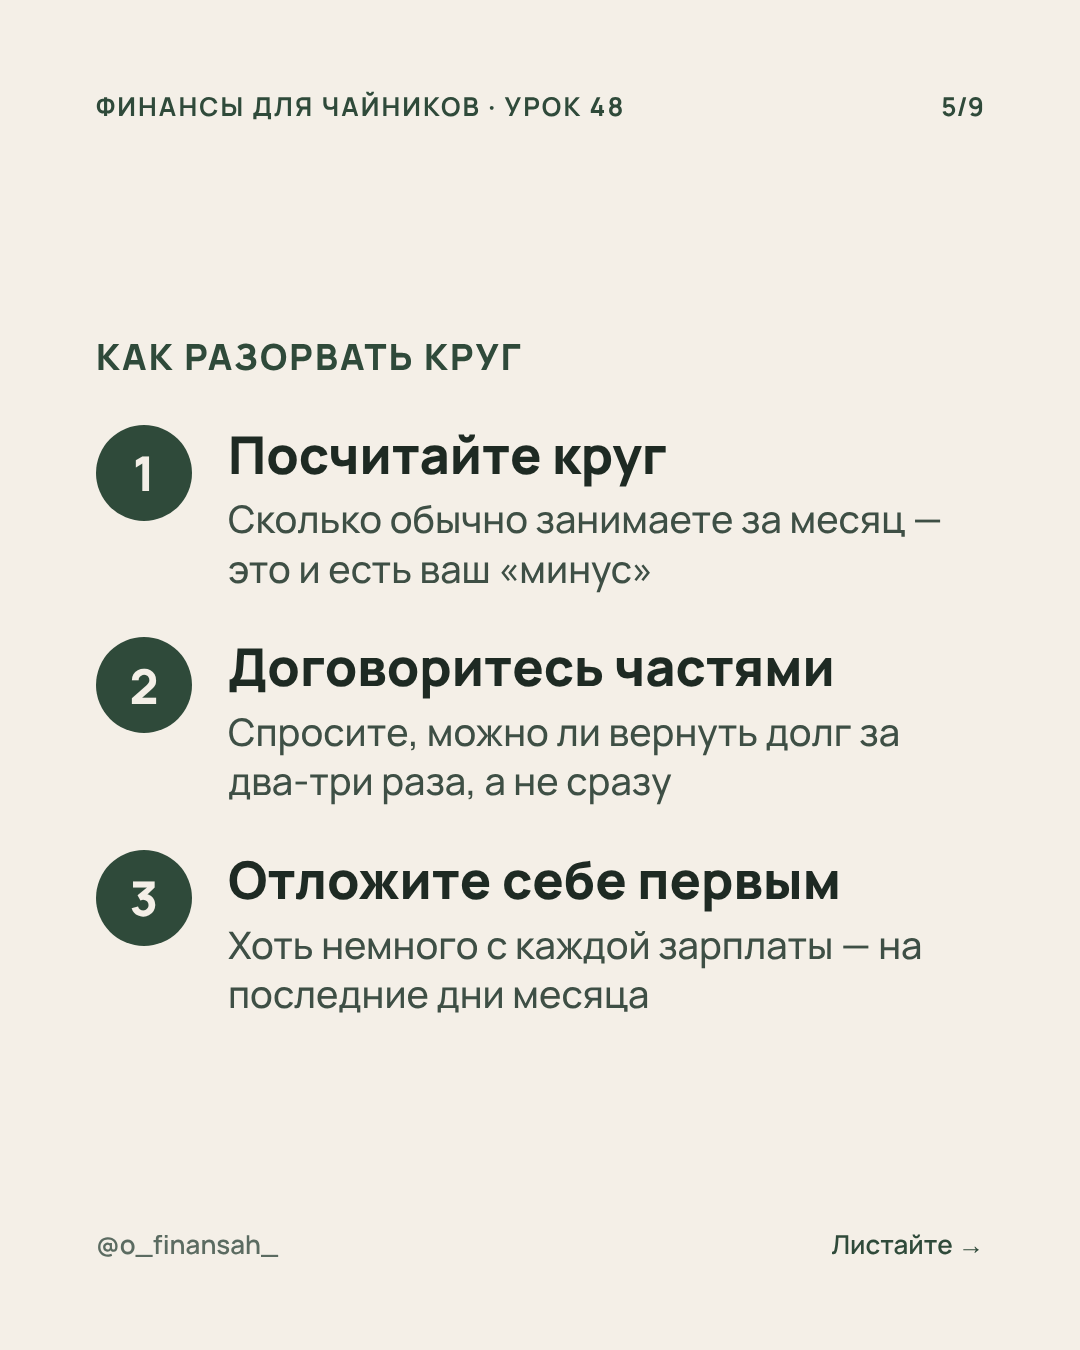 ФИНАНСЫ ДЛЯ ЧАЙНИКОВ · УРОК 48
5/9
КАК РАЗОРВАТЬ КРУГ
1
Посчитайте круг
Сколько обычно занимаете за месяц —
это и есть ваш «минус»
2
Договоритесь частями
Спросите, можно ли вернуть долг за
два-три раза, а не сразу
3
Отложите себе первым
Хоть немного с каждой зарплаты — на
последние дни месяца
@o_finansah_
Листайте →